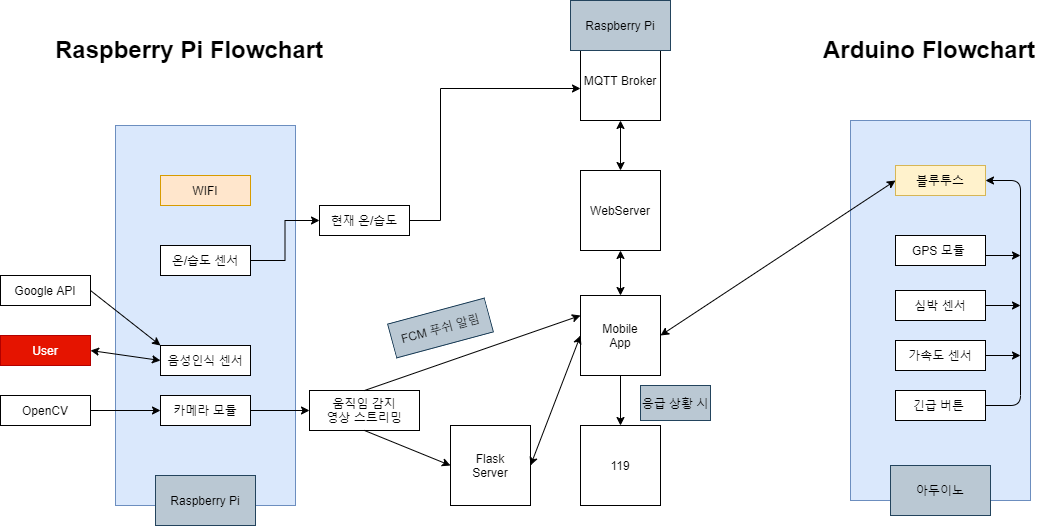 Raspberry Pi Flowchart
Raspberry Pi
MQTT Broker
Arduino Flowchart
WIFI
현재 온/습도
온/습도 센서
Google API
User
음성인식 센서
OpenCV
카메라 모듈
Raspberry Pi
움직임 감지
영상 스트리밍
FCM 푸쉬 알림
WebServer
Mobile
App
Flask
Server
응급 상황 시
119
블루투스
GPS 모듈
심박 센서
가속도 센서
긴급 버튼
아두이노